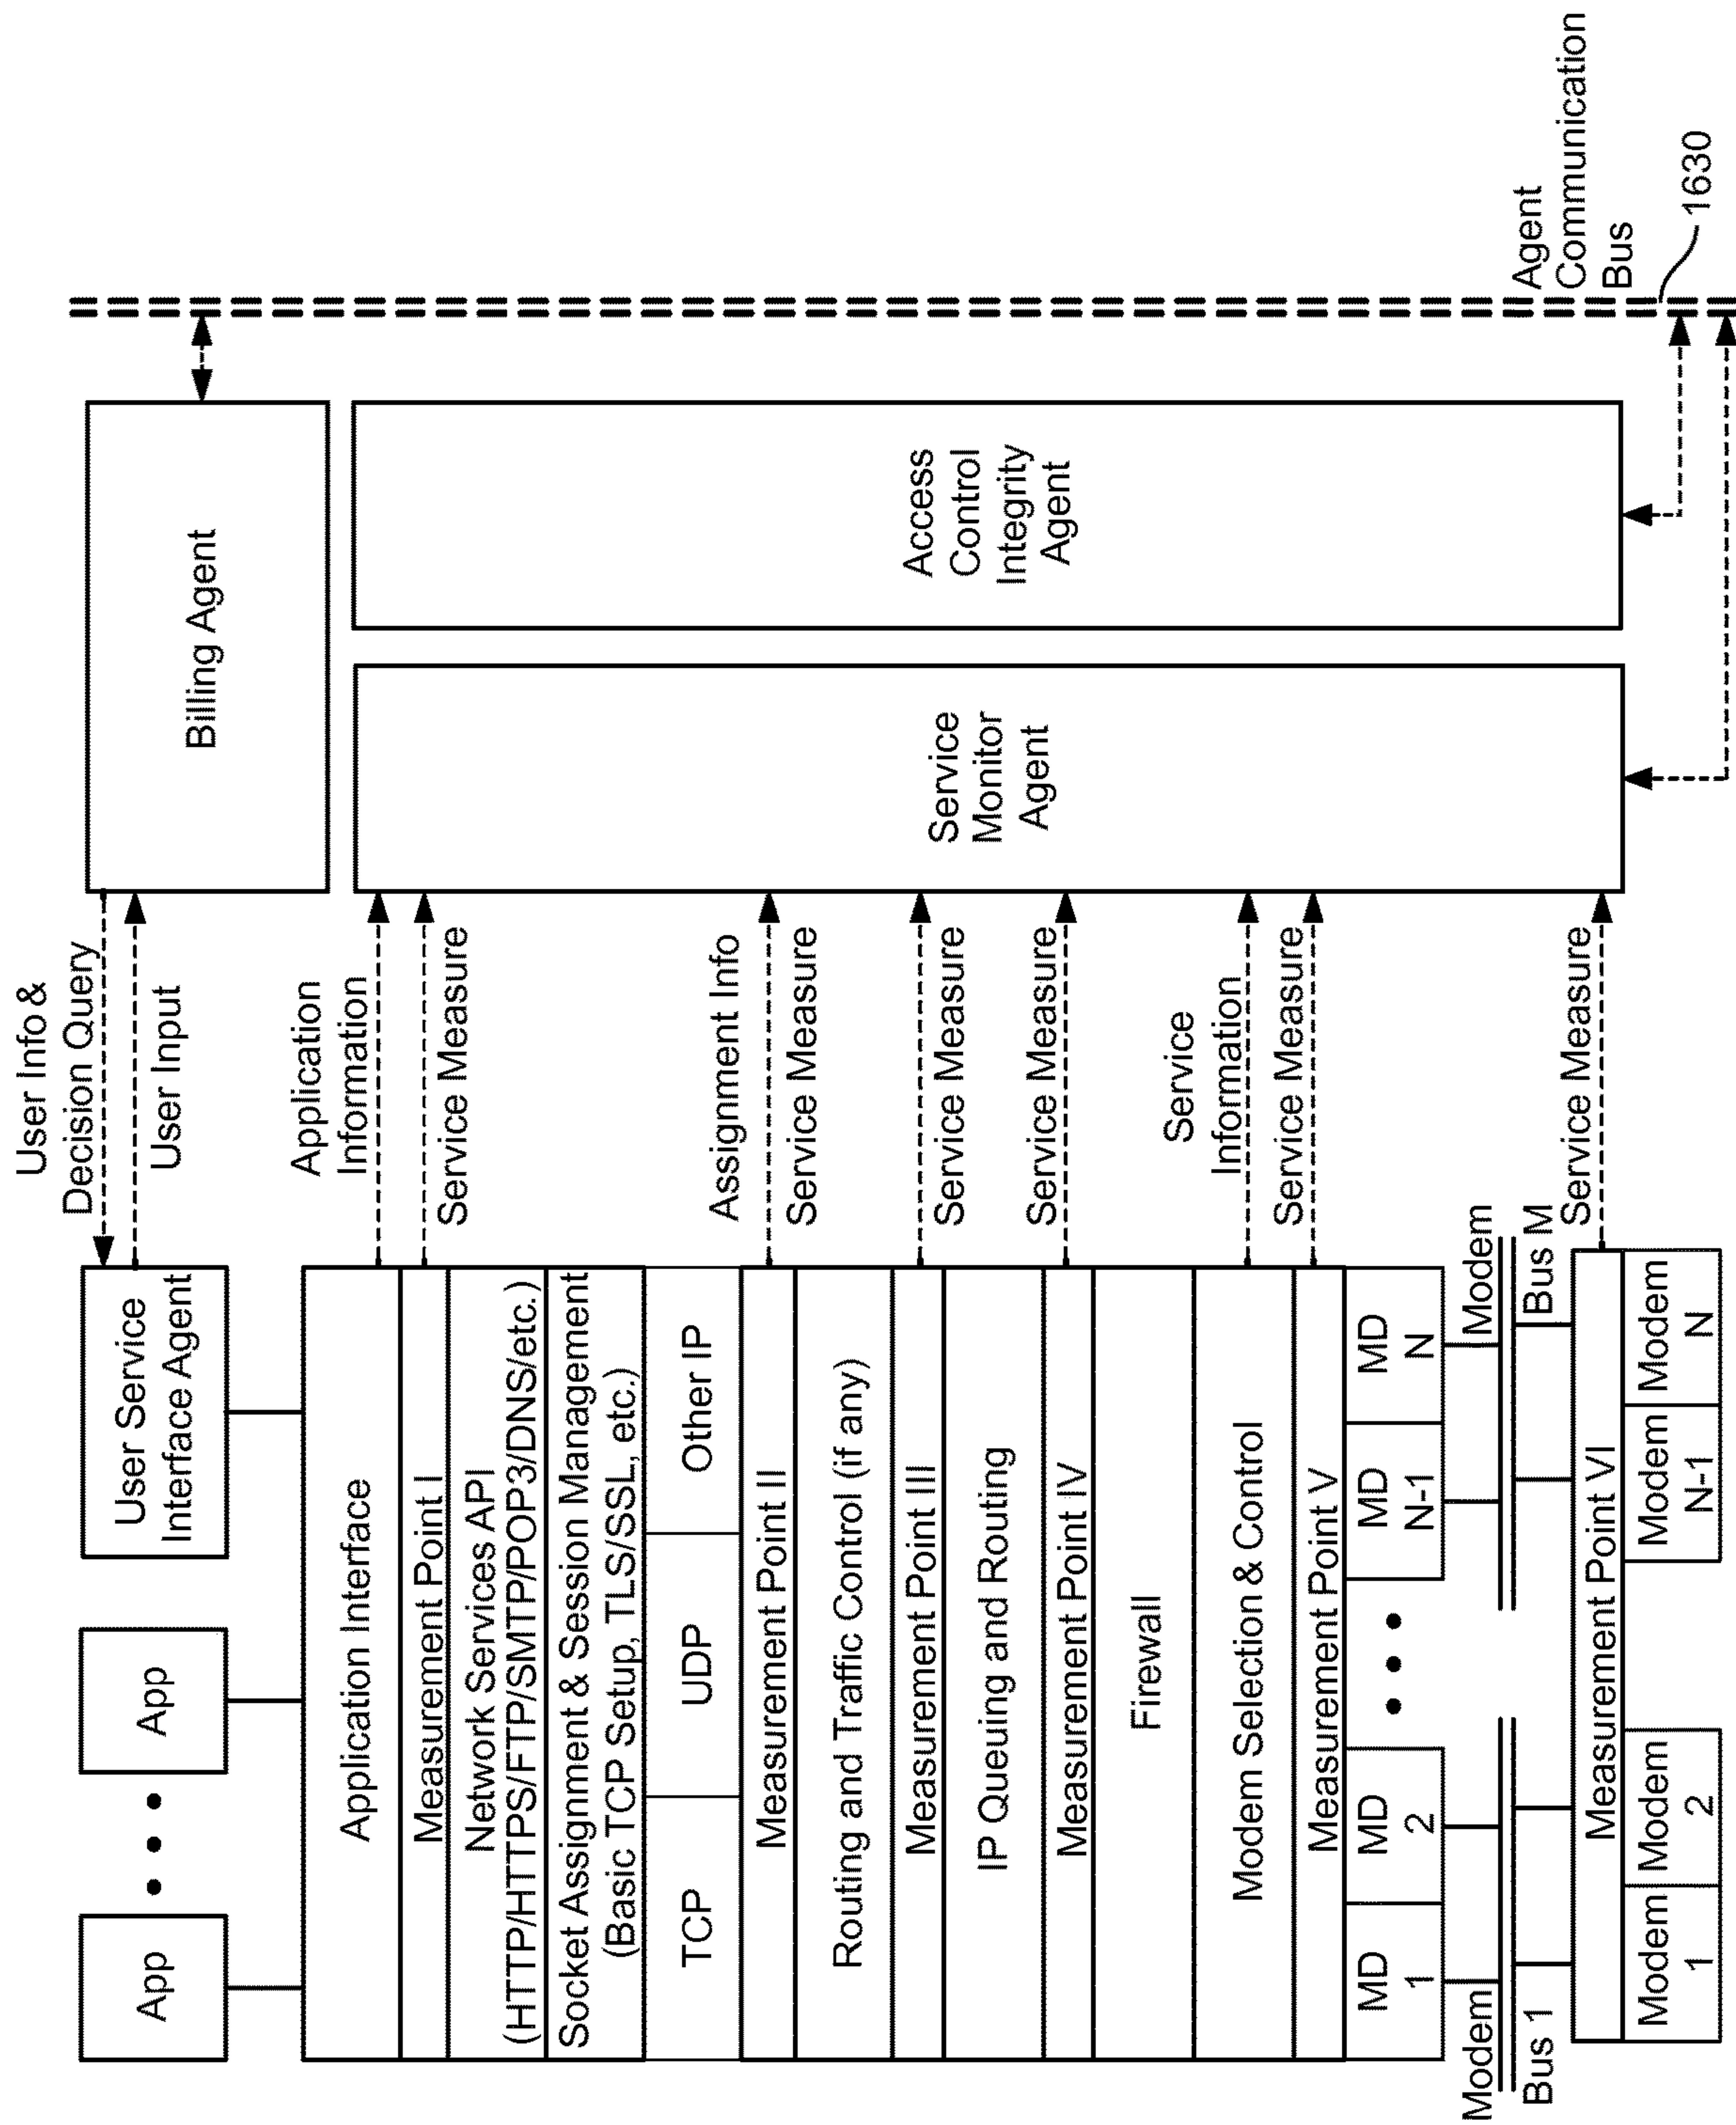 User Info &
Decision Query
User Input
App
App
User Service
Interface Agent
Billing Agent
Application
Information
Service Measure
Application Interface
Measurement Point I
Network Services API
(HTTP/HTTPS/FTP/SMTP/POP3/DNS/etc.)
Socket Assignment & Session Management
(Basic TCP Setup, TLS/SSL, etc.)
TCP
UDP
Other IP
Assignment Info
Service Measure
Measurement Point II
Routing and Traffic Control (if any)
Service Measure
Measurement Point III
IP Queuing and Routing
Service Measure
Measurement Point IV
Firewall
Service
Information
Modem Selection & Control
Service Measure
Measurement Point V
MD
1
MD
2
MD
N-1
MD
N
Modem
Bus 1
Modem
Bus M
Service Measure
Measurement Point VI
Modem
1
Modem
2
Modem
N-1
Modem
N
Service
Monitor
Agent
Access
Control
Integrity
Agent
Agent
Communication
Bus
1630